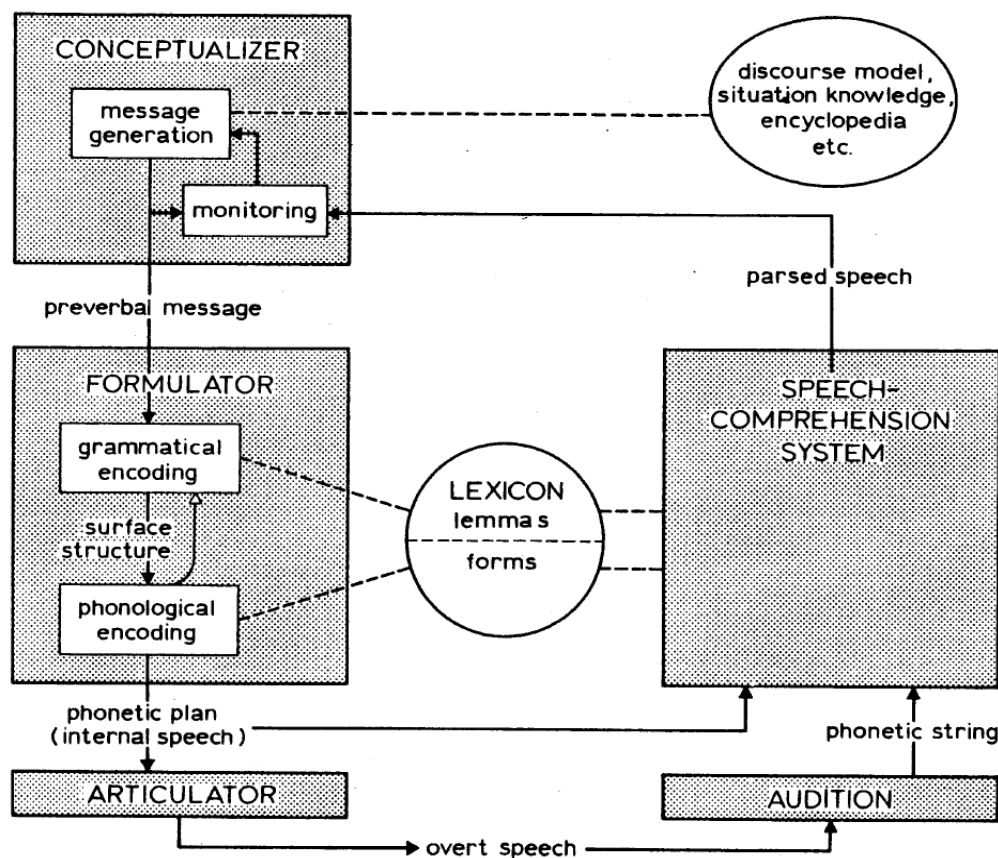 CONCEPTUALIZER
message
generation
monitoring
discourse model,
situation knowledge,
encyclopedia
etc.
parsed speech
preverbal message
FORMULATOR
grammatical
encoding
surface
structure
phonological
encoding
LEXICON
lemmas
forms
SPEECH-
COMPREHENSION
SYSTEM
phonetic plan
(internal speech)
phonetic string
ARTICULATOR
AUDITION
overt speech